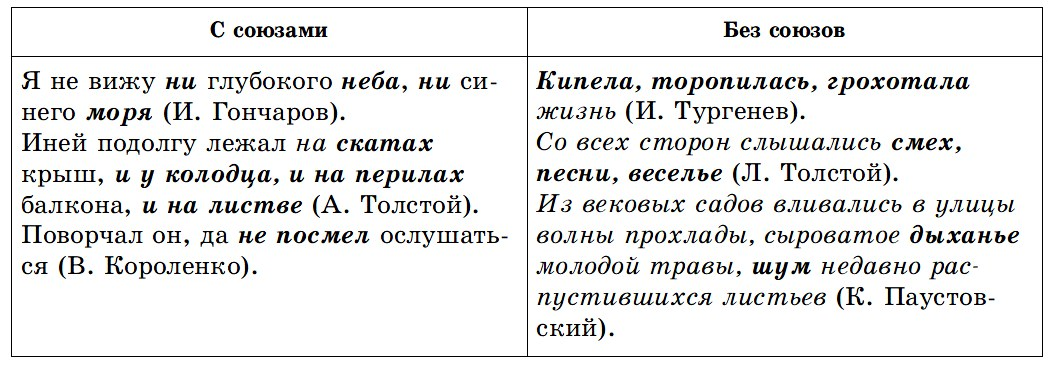 С союзами
Без союзов
Я не вижу ни глубокого неба, ни си-
него моря (И. Гончаров).
Иней подолгу лежал на скатах
крыш, и у колодца, и на перилах
балкона, и на листве (А. Толстой).
Поворчал он, да не посмел ослушать-
ся (В. Короленко).
Кипела, торопилась, грохотала
жизнь (И. Тургенев).
Со всех сторон слышались смех,
песни, веселье (Л. Толстой).
Из вековых садов вливались в улицы
волны прохлады, сыроватое дыханье
молодой травы, шум недавно рас-
пустившихся листьев (К. Паустов-
ский).